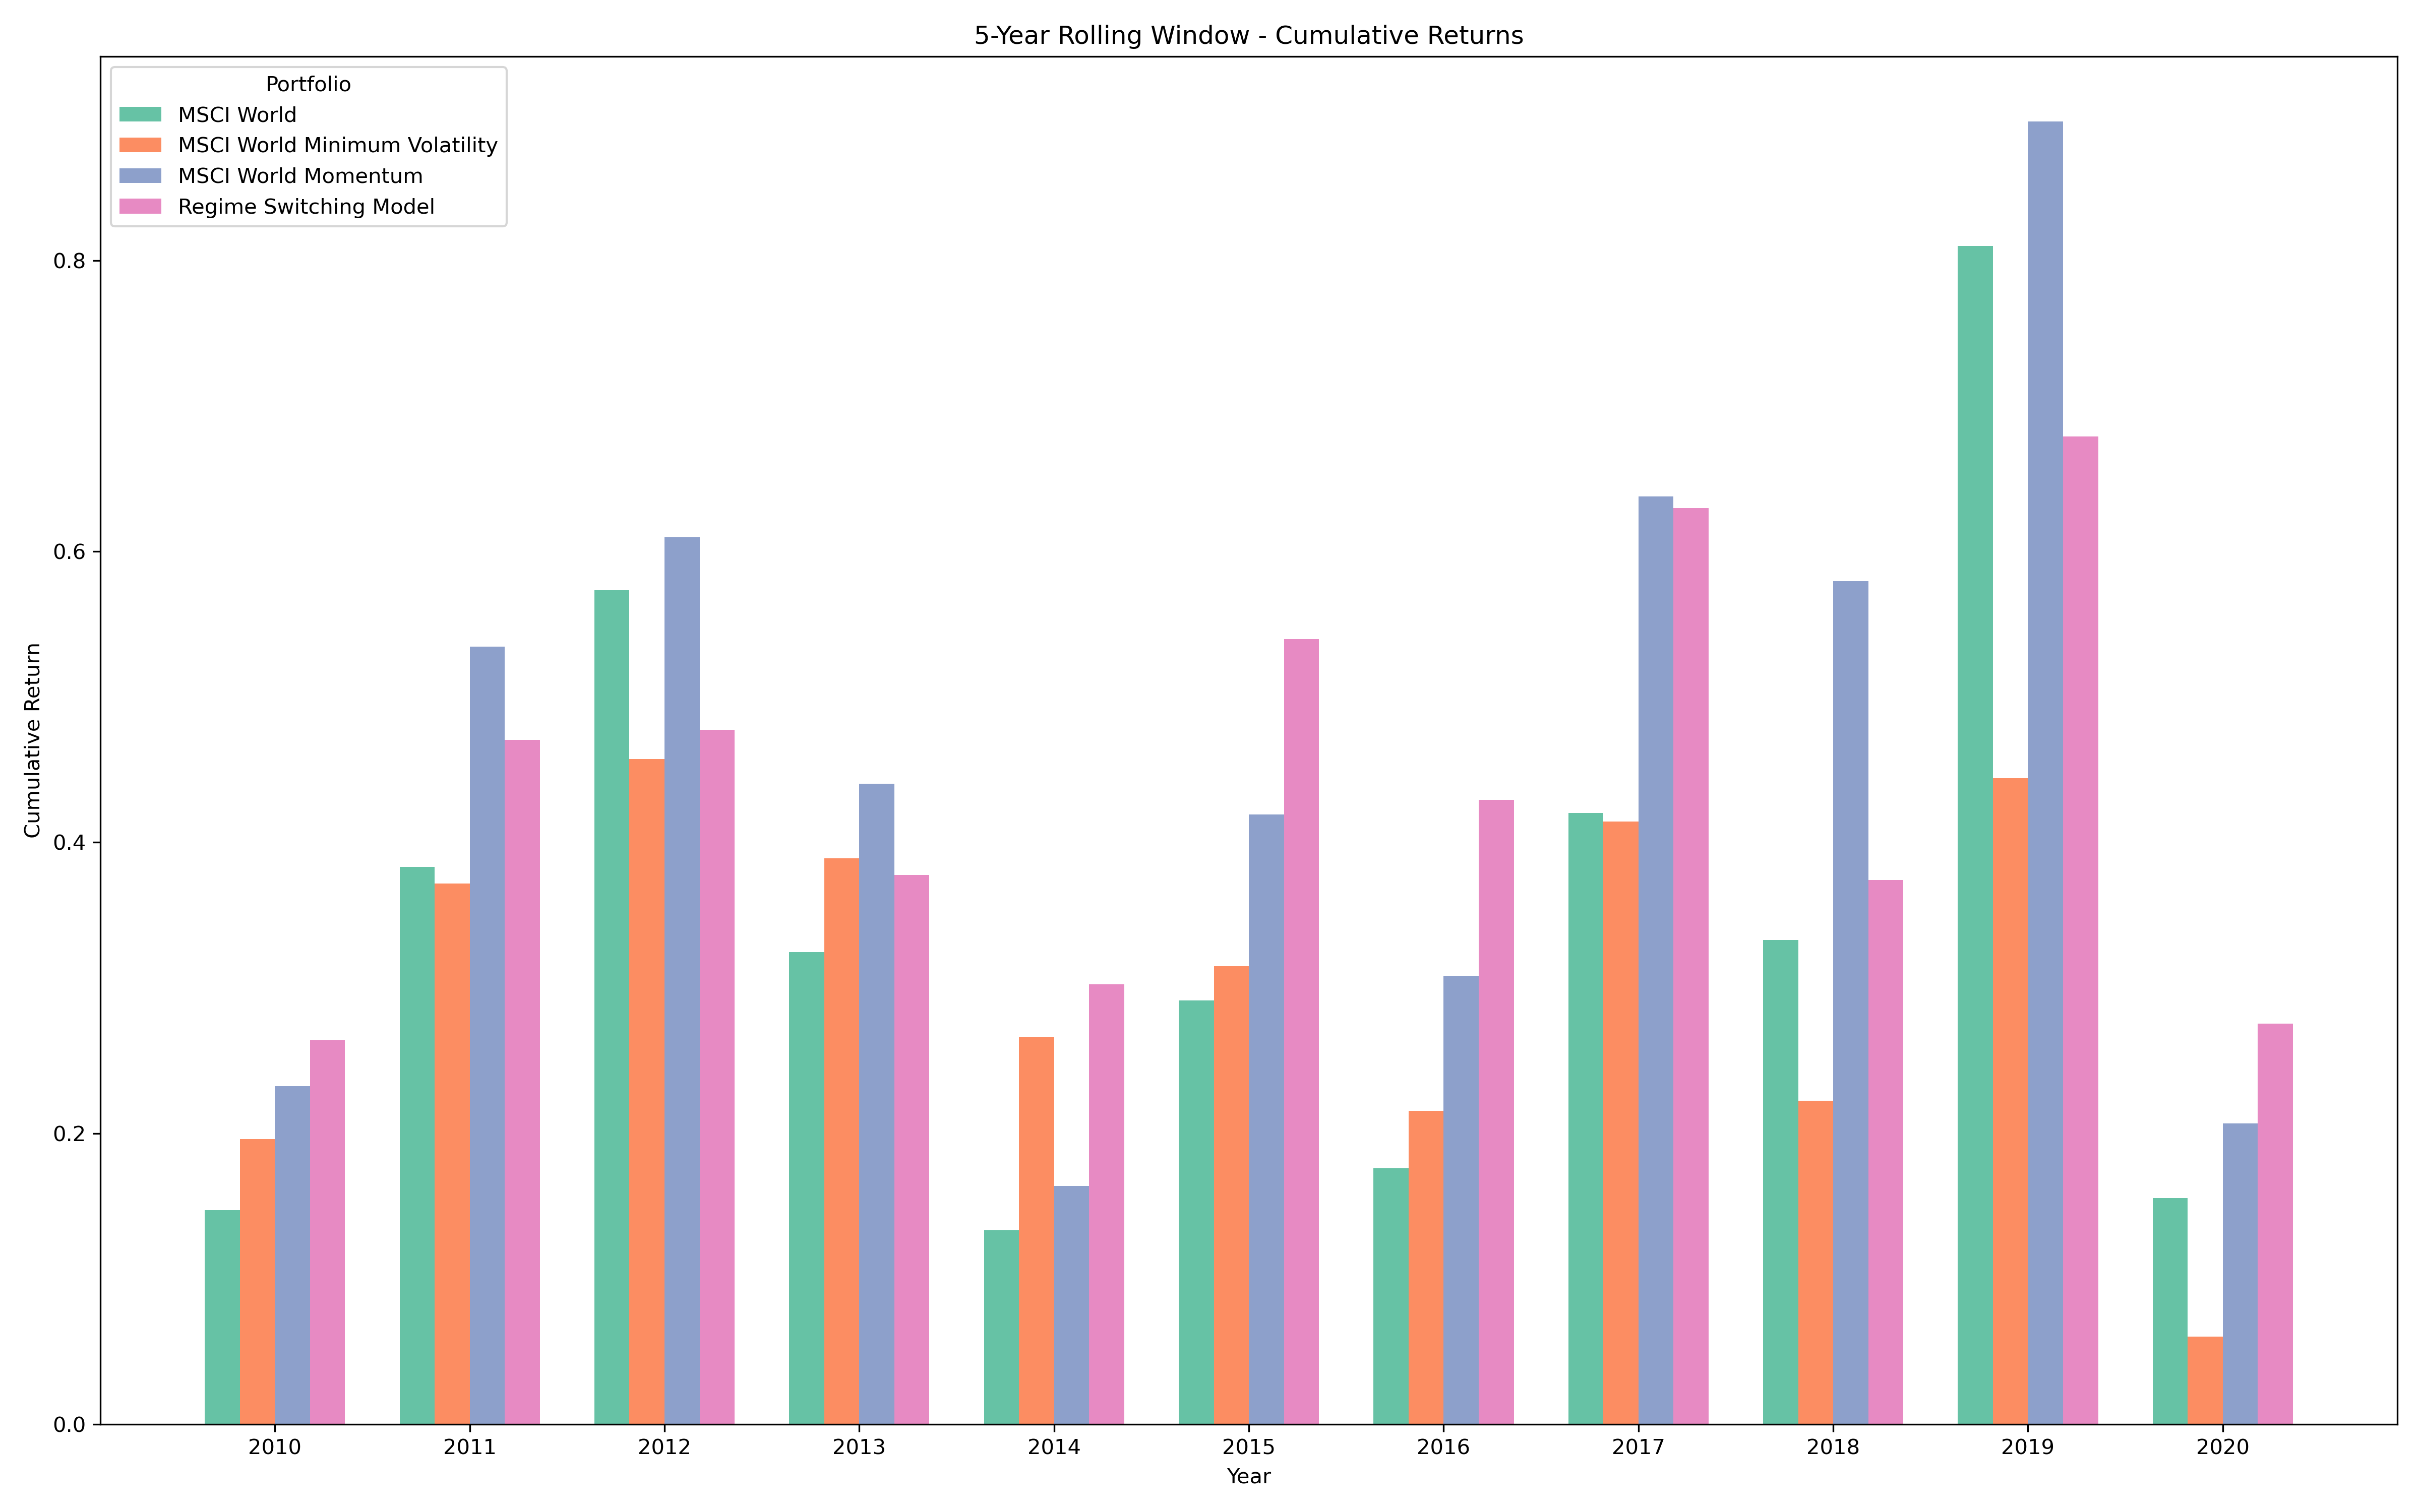 5-Year Rolling Window - Cumulative Returns
Portfolio
MSCI World
MSCI World Minimum Volatility
MSCI World Momentum
Regime Switching Model
Cumulative Return
0.8
0.6
0.4
0.2
0.0
2010 2011 2012 2013 2014 2015 2016 2017 2018 2019 2020
Year